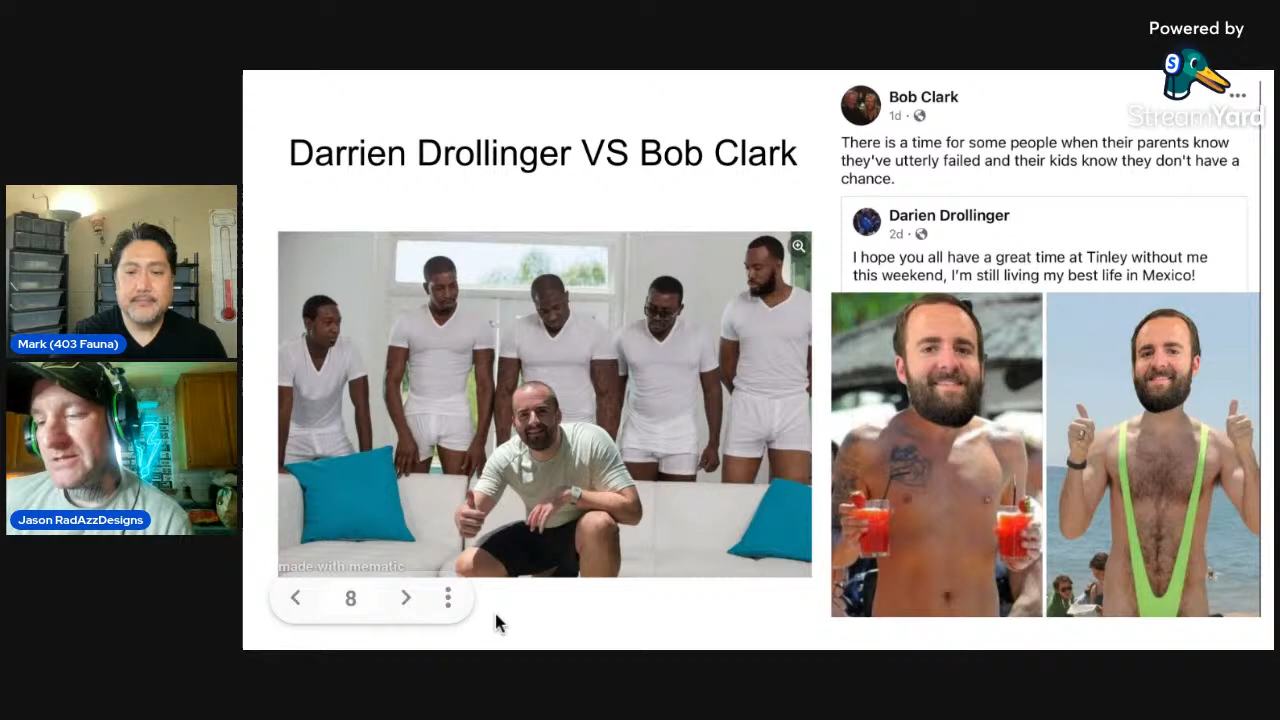 Powered by
StreamYard
Darrien Drollinger VS Bob Clark
Bob Clark
1d ·
There is a time for some people when their parents know
they've utterly failed and their kids know they don't have a
chance.
Darien Drollinger
2d ·
I hope you all have a great time at Tinley without me
this weekend, I'm still living my best life in Mexico!
Mark (403 Fauna)
Jason RadAzzDesigns
made with mematic
8